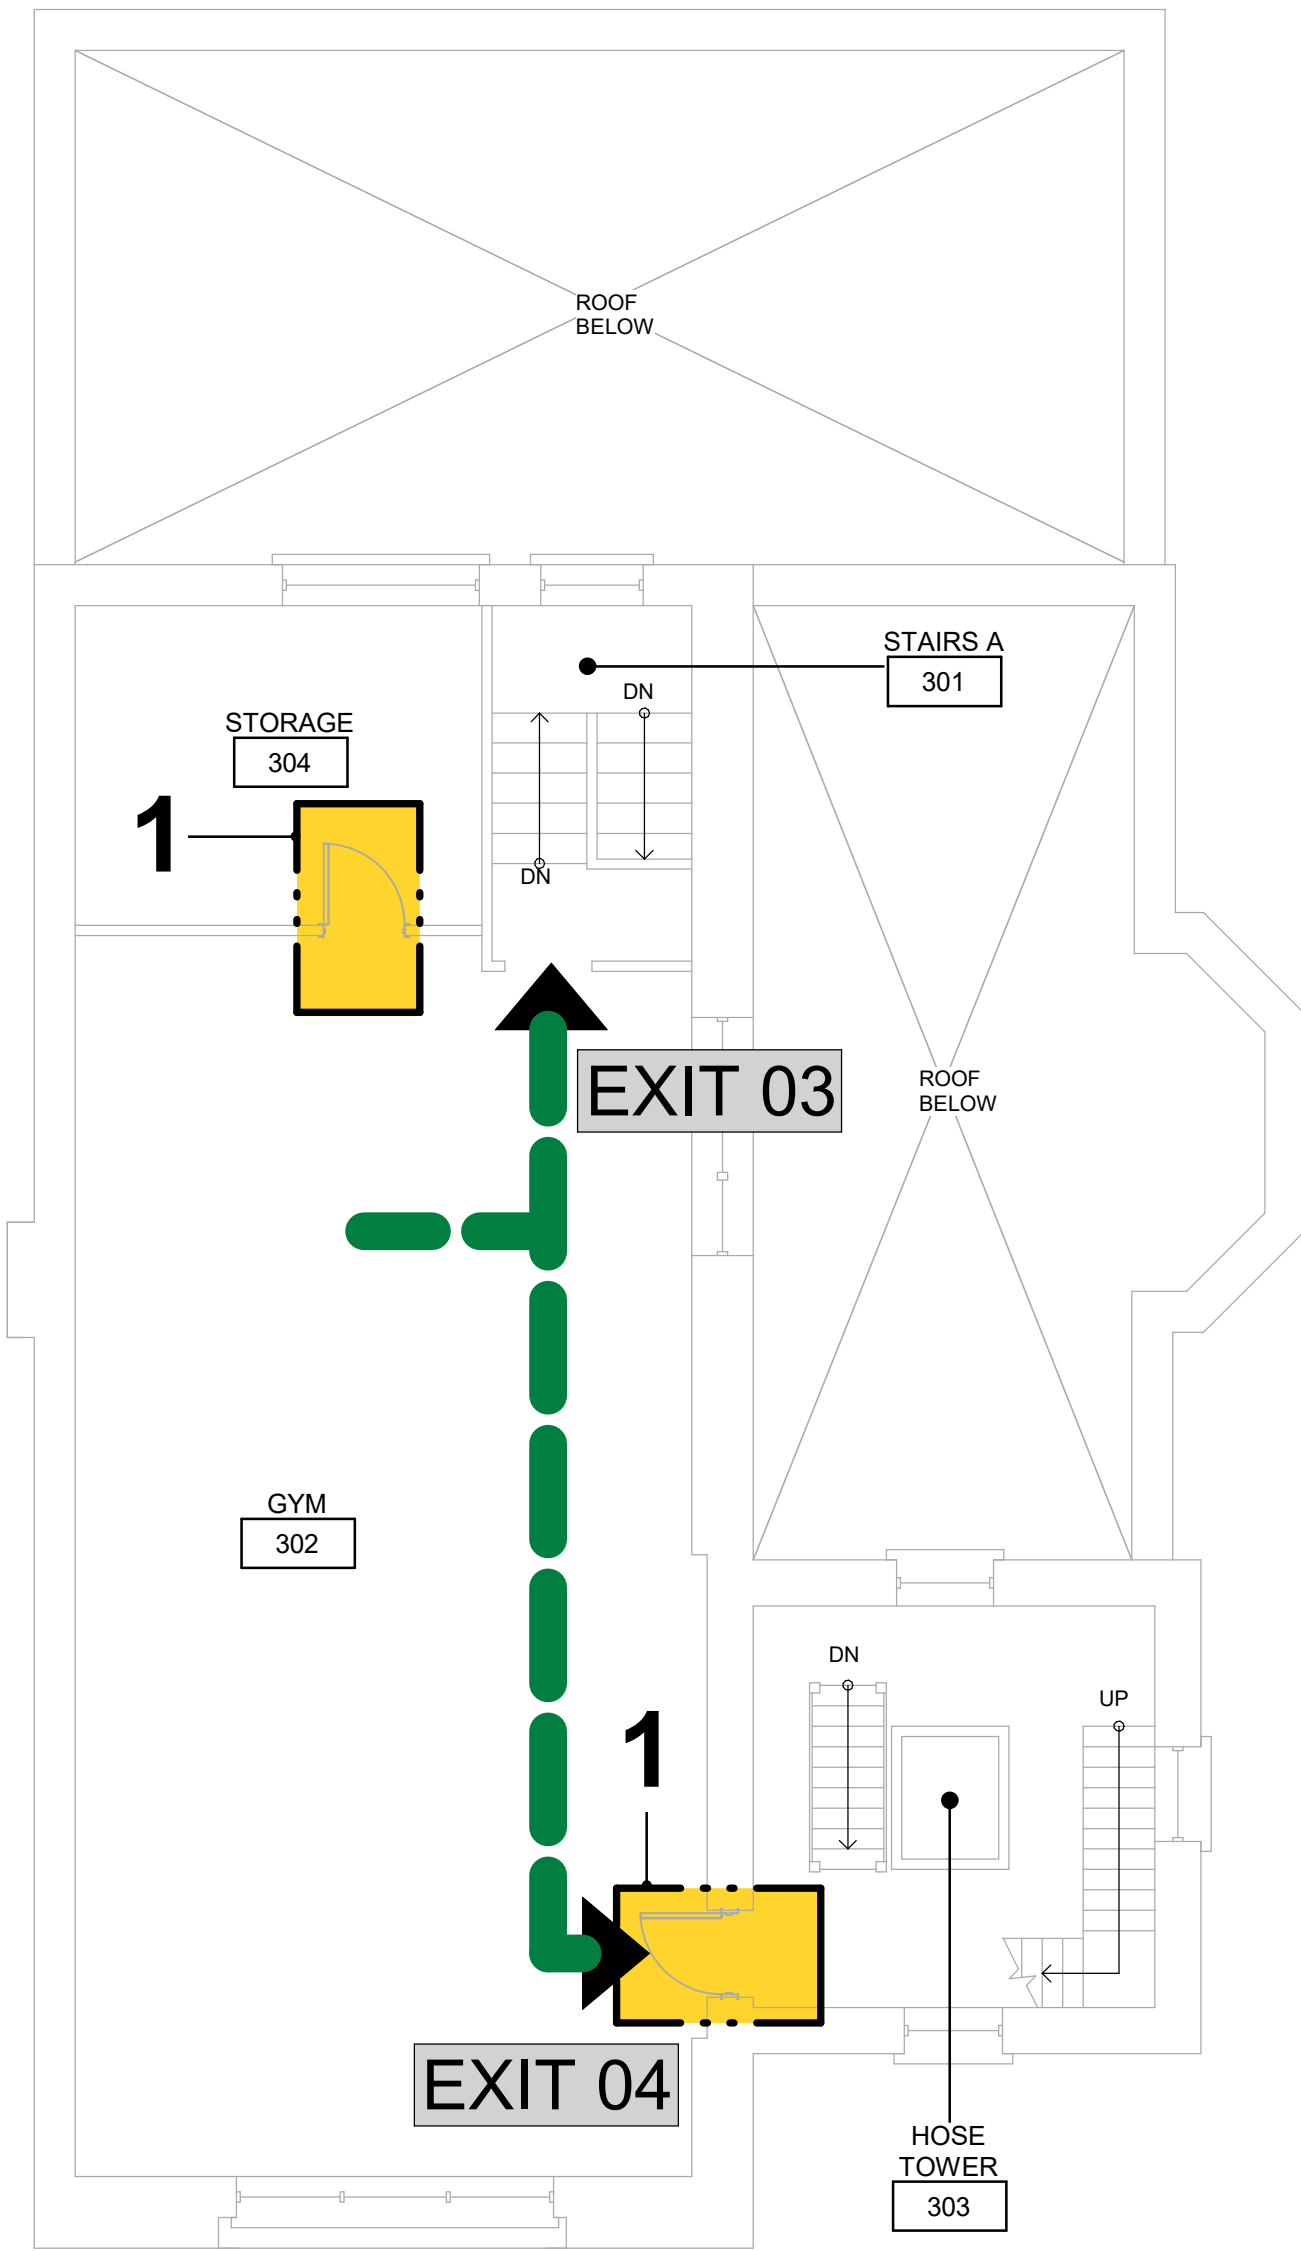 ROOF
BELOW
STAIRS A
301
DN
STORAGE
304
1
DN
EXIT 03
ROOF
BELOW
GYM
302
DN
UP
1
EXIT 04
HOSE
TOWER
303